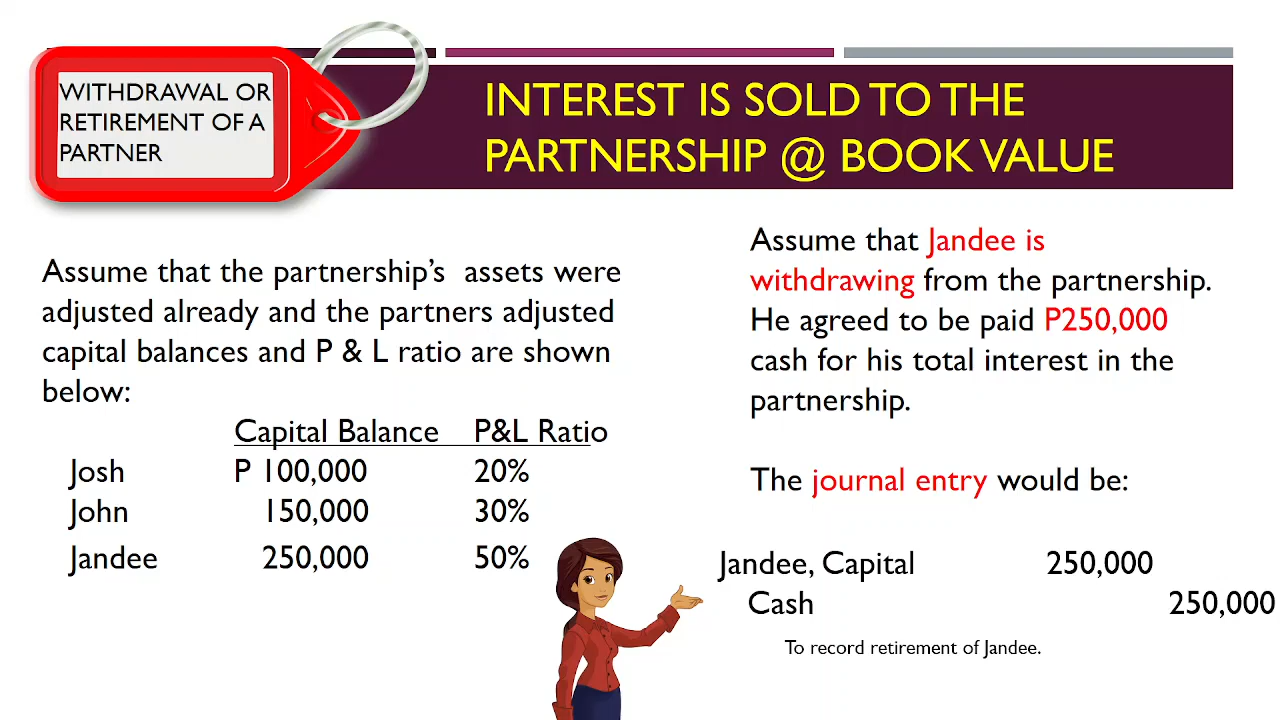 WITHDRAWAL OR
RETIREMENT OF A
PARTNER
INTEREST IS SOLD TO THE
PARTNERSHIP @ BOOK VALUE
Assume that the partnership’s assets were
adjusted already and the partners adjusted
capital balances and P & L ratio are shown
below:
Capital Balance P&L Ratio
Josh P 100,000 20%
John 150,000 30%
Jandee 250,000 50%
Assume that Jandee is
withdrawing from the partnership.
He agreed to be paid P250,000
cash for his total interest in the
partnership.
The journal entry would be:
Jandee, Capital 250,000
Cash 250,000
To record retirement of Jandee.